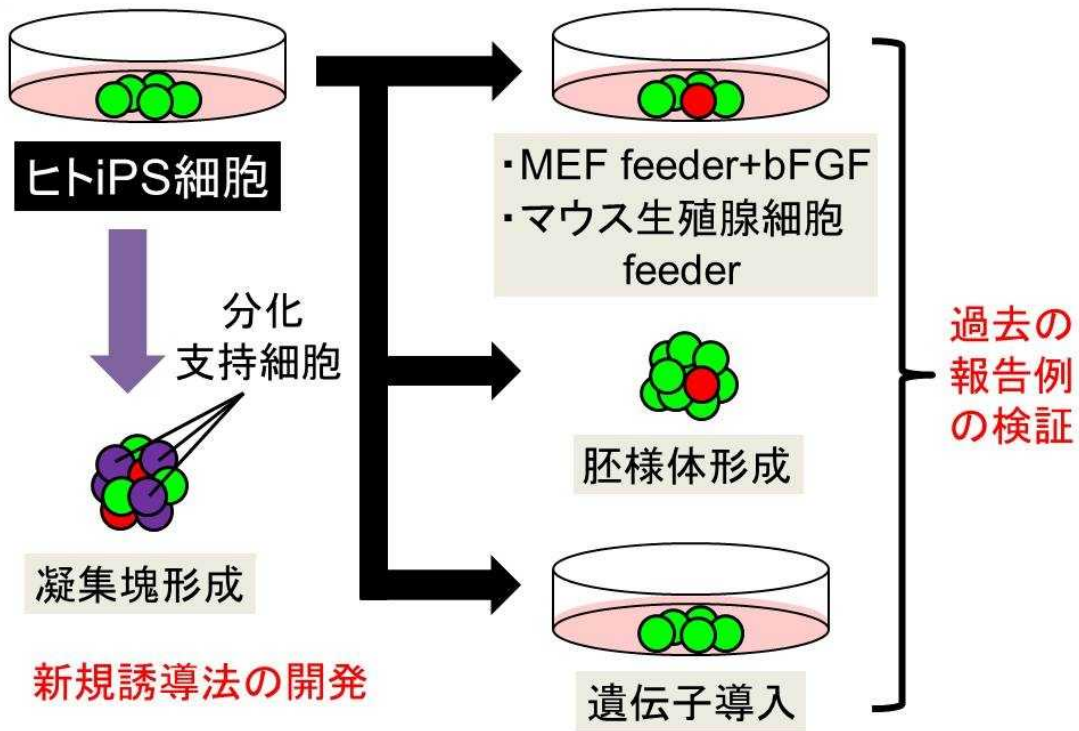 ヒトiPS細胞
分化
支持細胞
凝集塊形成
新規誘導法の開発
・MEF feeder+bFGF
・マウス生殖腺細胞
feeder
胚様体形成
遺伝子導入
過去の
報告例
の検証